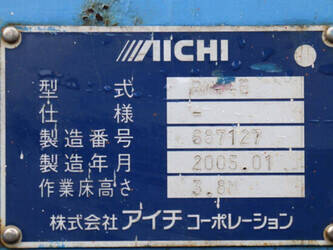 AICHI
型式
仕様 -
製造番号 687127
製造年月 2005.01
作業床高さ 3.8M
株式会社 アイチ コーポレーション